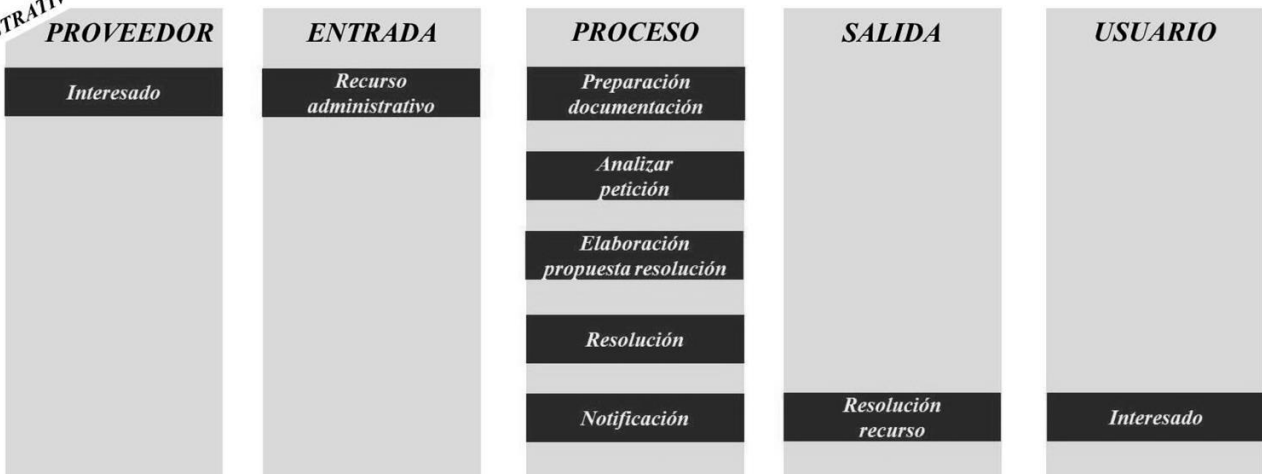 PROVEEDOR
Interesado
ENTRADA
Recurso
administrativo
PROCESO
Preparación
documentación
Analizar
petición
Elaboración
propuesta resolución
Resolución
Notificación
SALIDA
Resolución
recurso
USUARIO
Interesado